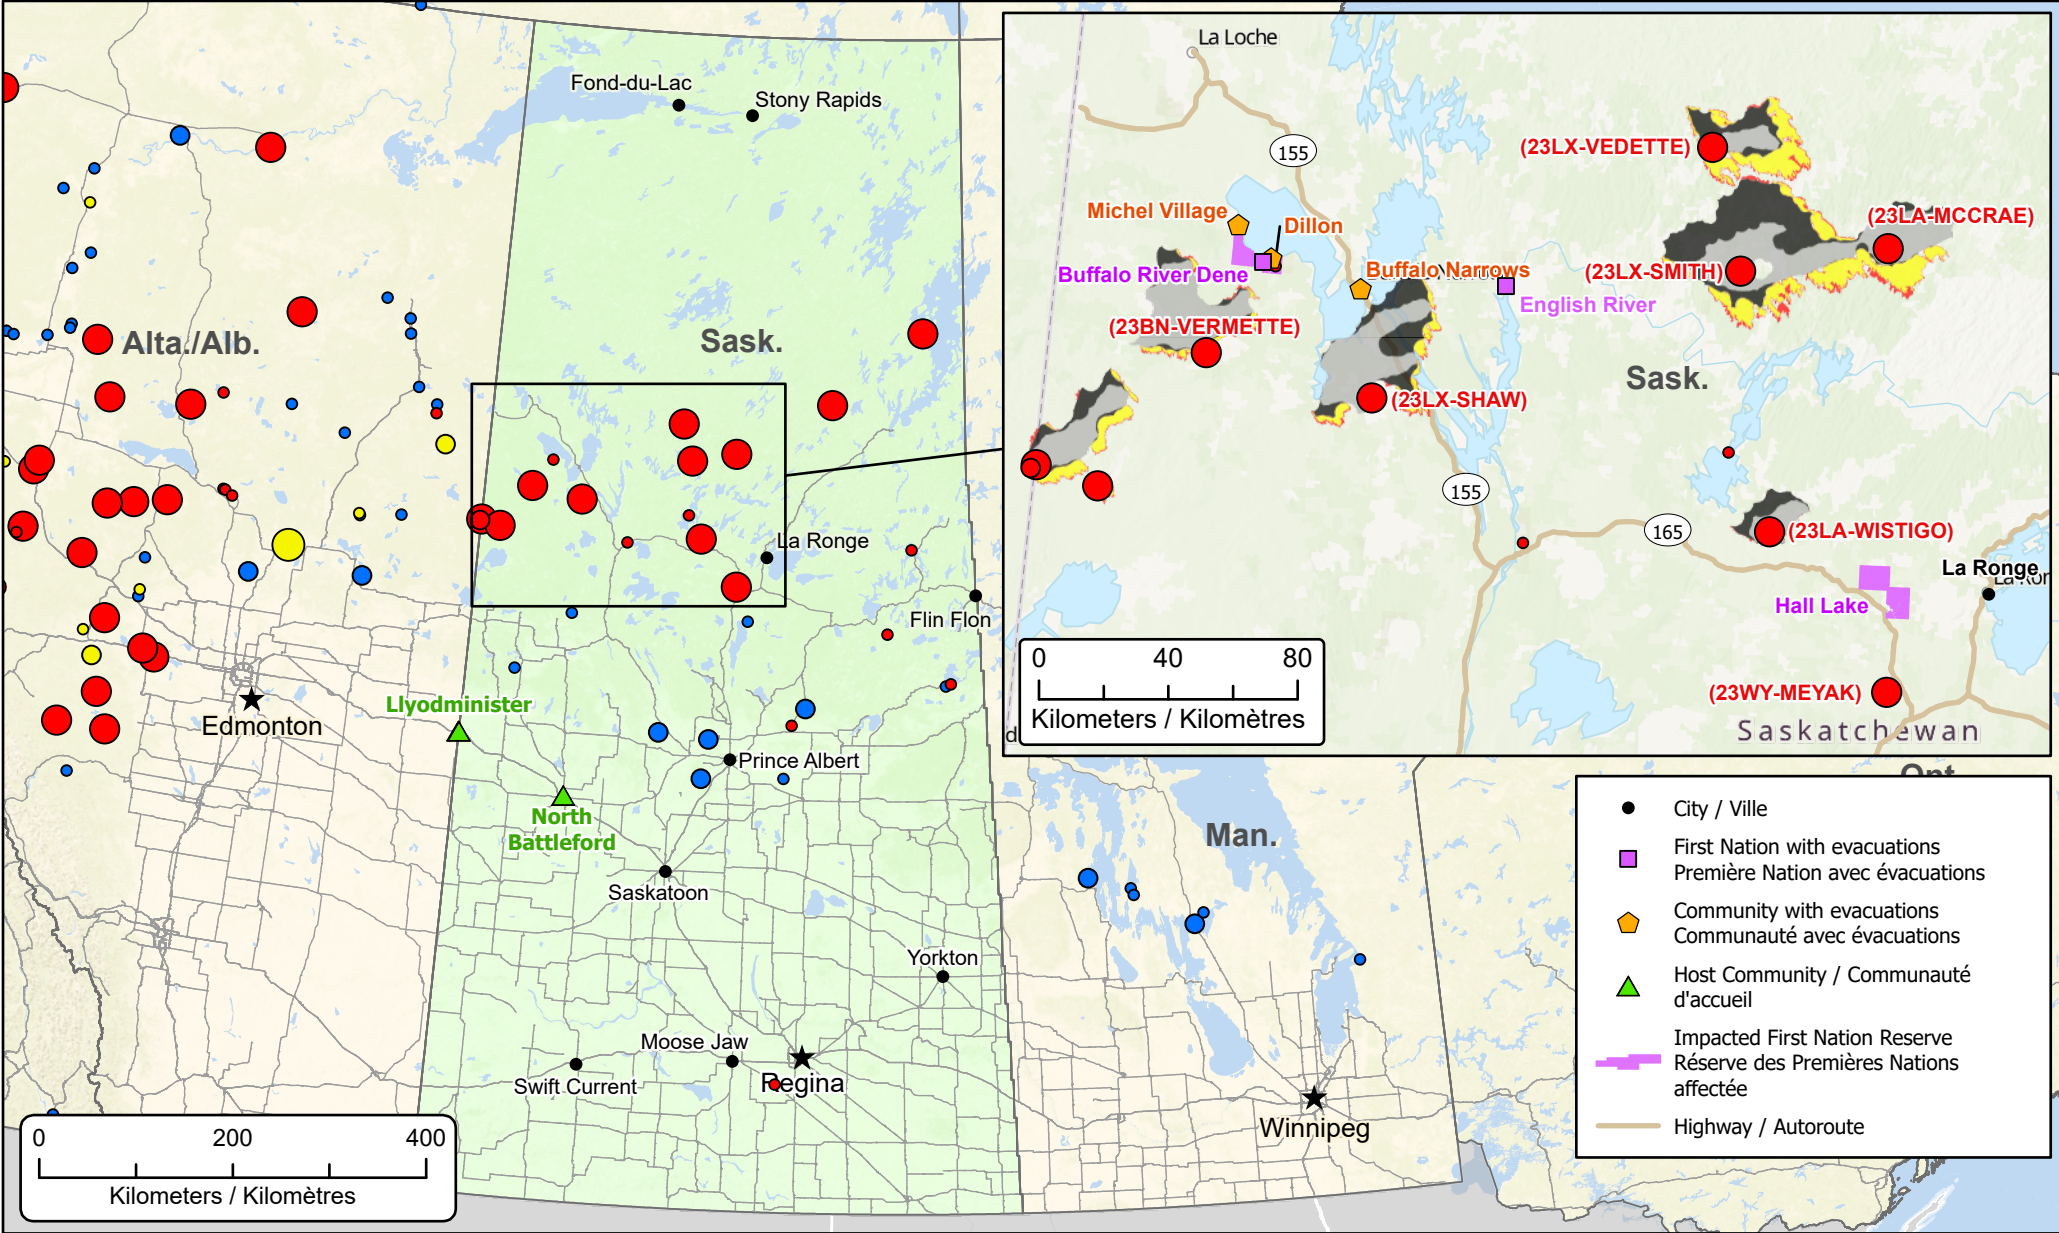 Fond-du-Lac
Stony Rapids
Alta./Alb.
Sask.
La Ronge
Flin Flon
Edmonton
Llyodminister
North
Battleford
Prince Albert
Saskatoon
Yorkton
Moose Jaw
Regina
Swift Current
Man.
Winnipeg
0 200 400
Kilometers / Kilomètres
La Loche
155
(23LX-VEDETTE)
Michel Village
Dillon
(23LA-MCCRAE)
Buffalo River Dene
Buffalo Narrows
(23LX-SMITH)
English River
(23BN-VERMETTE)
Sask.
(23LX-SHAW)
155
165
(23LA-WISTIGO)
La Ronge
Hall Lake
(23WY-MEYAK)
Saskatchewan
0 40 80
Kilometers / Kilomètres
City / Ville
First Nation with evacuations
Première Nation avec évacuations
Community with evacuations
Communauté avec évacuations
Host Community / Communauté
d'accueil
Impacted First Nation Reserve
Réserve des Premières Nations
affectée
Highway / Autoroute